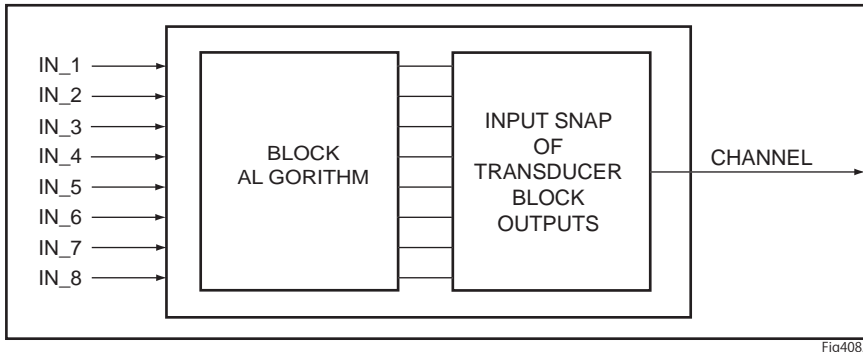 IN_1
IN_2
IN_3
IN_4
IN_5
IN_6
IN_7
IN_8
BLOCK
AL GORITHM
INPUT SNAP
OF
TRANSDUCER
BLOCK
OUTPUTS
CHANNEL
Fig408